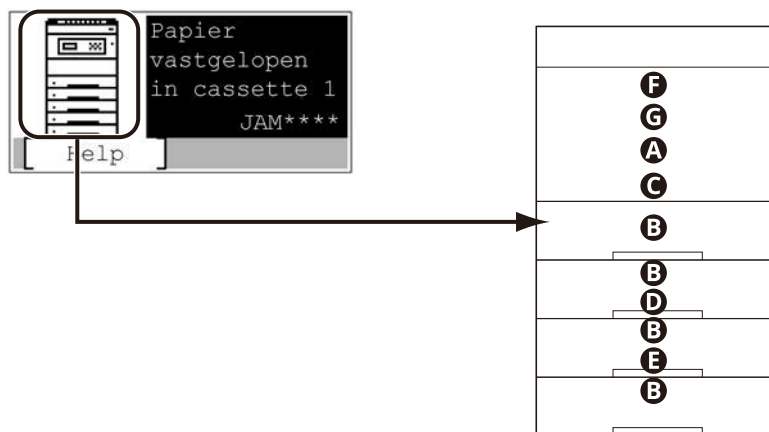 Papier
vastgelopen
in cassette 1
JAM****
Help
F
G
A
C
B
B
D
B
E
B